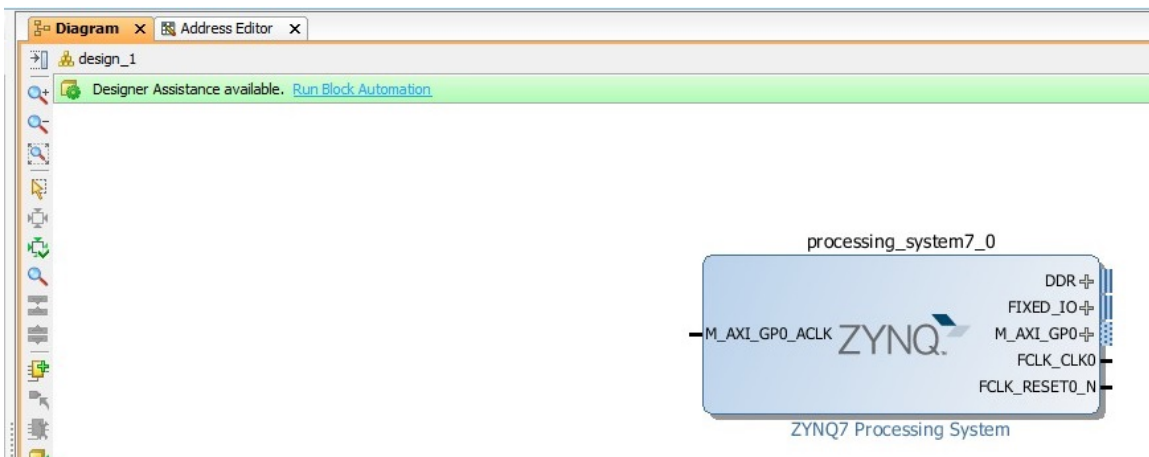 Diagram X Address Editor X
design_1
Designer Assistance available. Run Block Automation
processing_system7_0
DDR
FIXED_IO
M_AXI_GP0_ACLK ZYNQ. M_AXI_GP0
FCLK_CLK0
FCLK_RESET0_N
ZYNQ7 Processing System